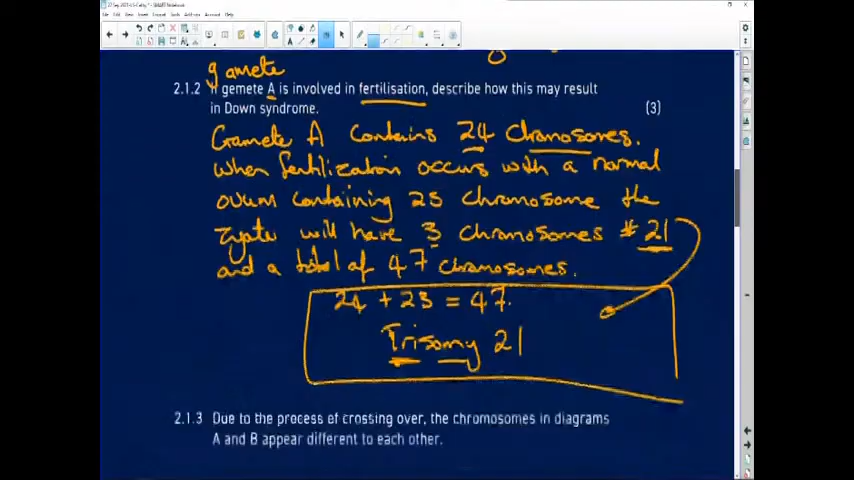 gamete
2.1.2 If gemete A is involved in fertilisation, describe how this may result
in Down syndrome. (3)
Gamete A contains 24 chromosomes.
When fertilization occurs with a normal
ovum containing 23 chromosome the
zygote will have 3 chromosomes # 21
and a total of 47 chromosomes.
24 + 23 = 47.
Trisomy 21
2.1.3 Due to the process of crossing over, the chromosomes in diagrams
A and B appear different to each other.